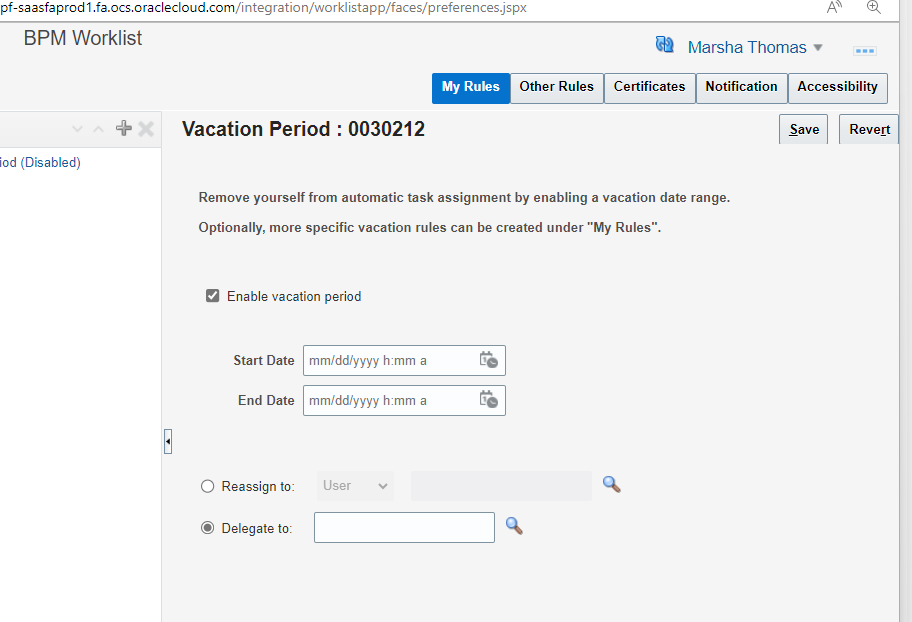 pf-saasfaprod1.fa.ocs.oraclecloud.com/integration/worklistapp/faces/preferences.jspx
BPM Worklist
Marsha Thomas
My Rules Other Rules Certificates Notification Accessibility
Vacation Period : 0030212
Save Revert
iod (Disabled)
Remove yourself from automatic task assignment by enabling a vacation date range.
Optionally, more specific vacation rules can be created under "My Rules".
Enable vacation period
Start Date mm/dd/yyyy h:mm a
End Date mm/dd/yyyy h:mm a
Reassign to: User
Delegate to: